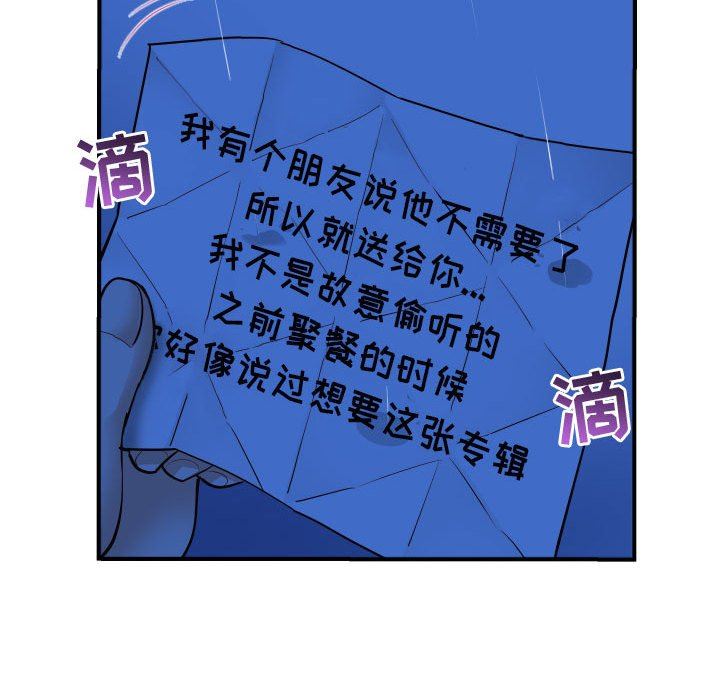 滴
我有个朋友说他不需要了
所以就送给你...
我不是故意偷听的
之前聚餐的时候
你好像说过想要这张专辑
滴